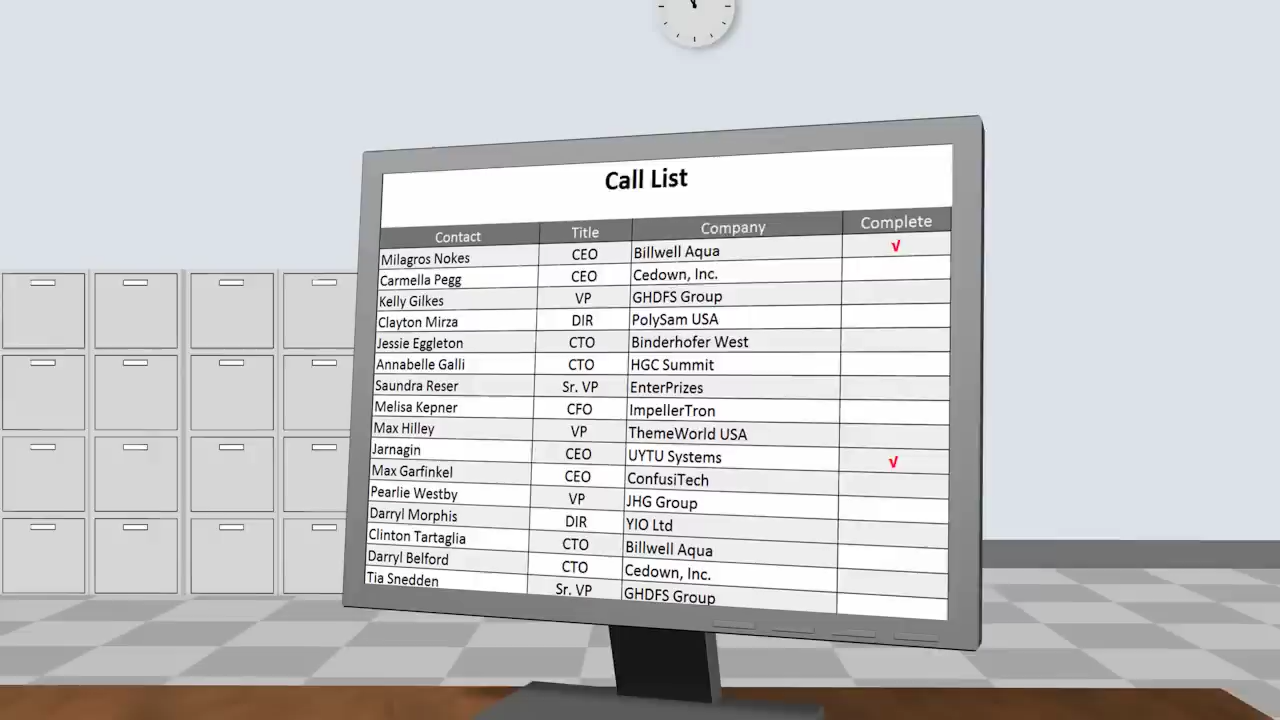 Call List
Contact Title Company Complete
Milagros Nokes CEO Billwell Aqua √
Carmella Pegg CEO Cedown, Inc.
Kelly Gilkes VP GHDFS Group
Clayton Mirza DIR PolySam USA
Jessie Eggleton CTO Binderhofer West
Annabelle Galli CTO HGC Summit
Saundra Reser Sr. VP EnterPrizes
Melisa Kepner CFO ImpellerTron
Max Hilley VP ThemeWorld USA
Jarnagin CEO UYTU Systems √
Max Garfinkel CEO ConfusiTech
Pearlie Westby VP JHG Group
Darryl Morphis DIR YIO Ltd
Clinton Tartaglia CTO Billwell Aqua
Darryl Belford CTO Cedown, Inc.
Tia Snedden Sr. VP GHDFS Group